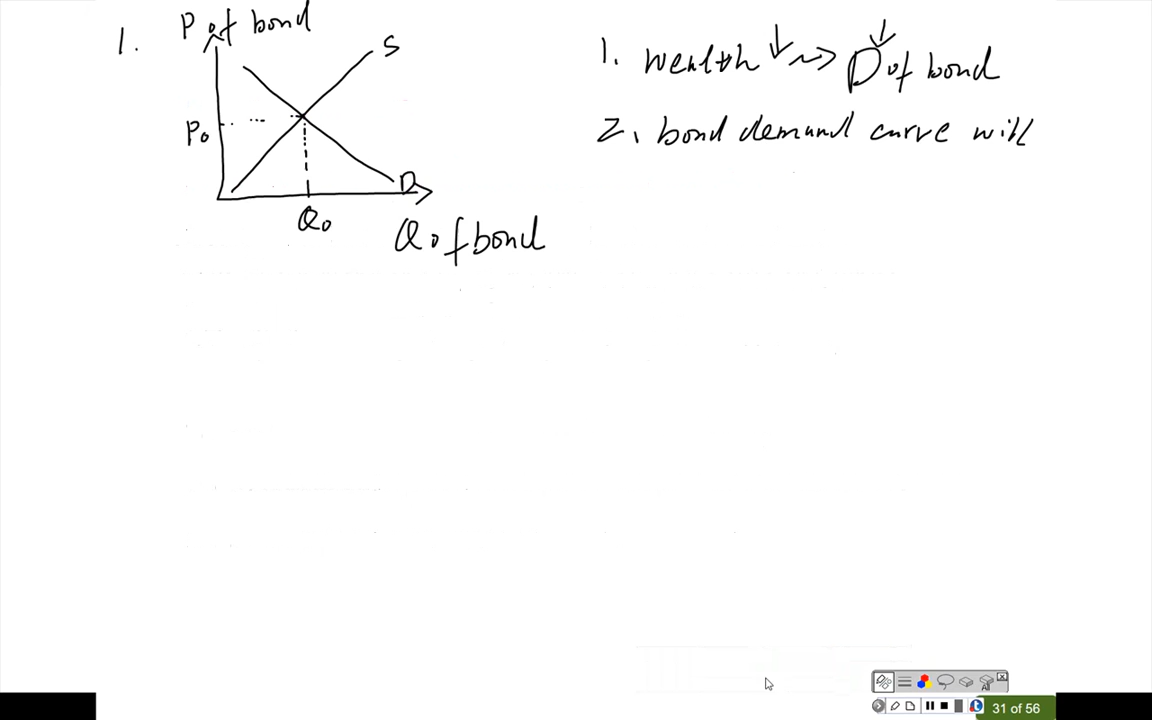 1.
P of bond
S
P0
D
Q0
Q of bond
1. wealth ↓ ~> D↓ of bond
2. bond demand curve will
All
31 of 56